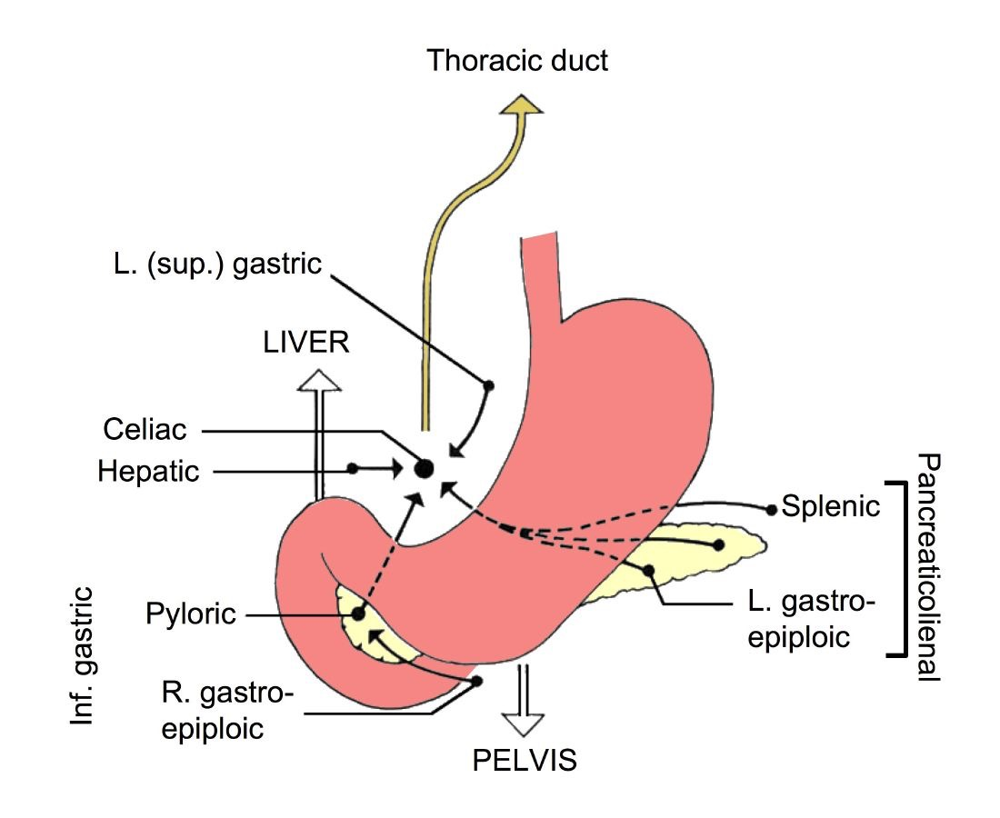 Thoracic duct
L. (sup.) gastric
LIVER
Celiac
Hepatic
Splenic
Pancreaticolienal
L. gastro-
epiploic
Pyloric
Inf. gastric
R. gastro-
epiploic
PELVIS